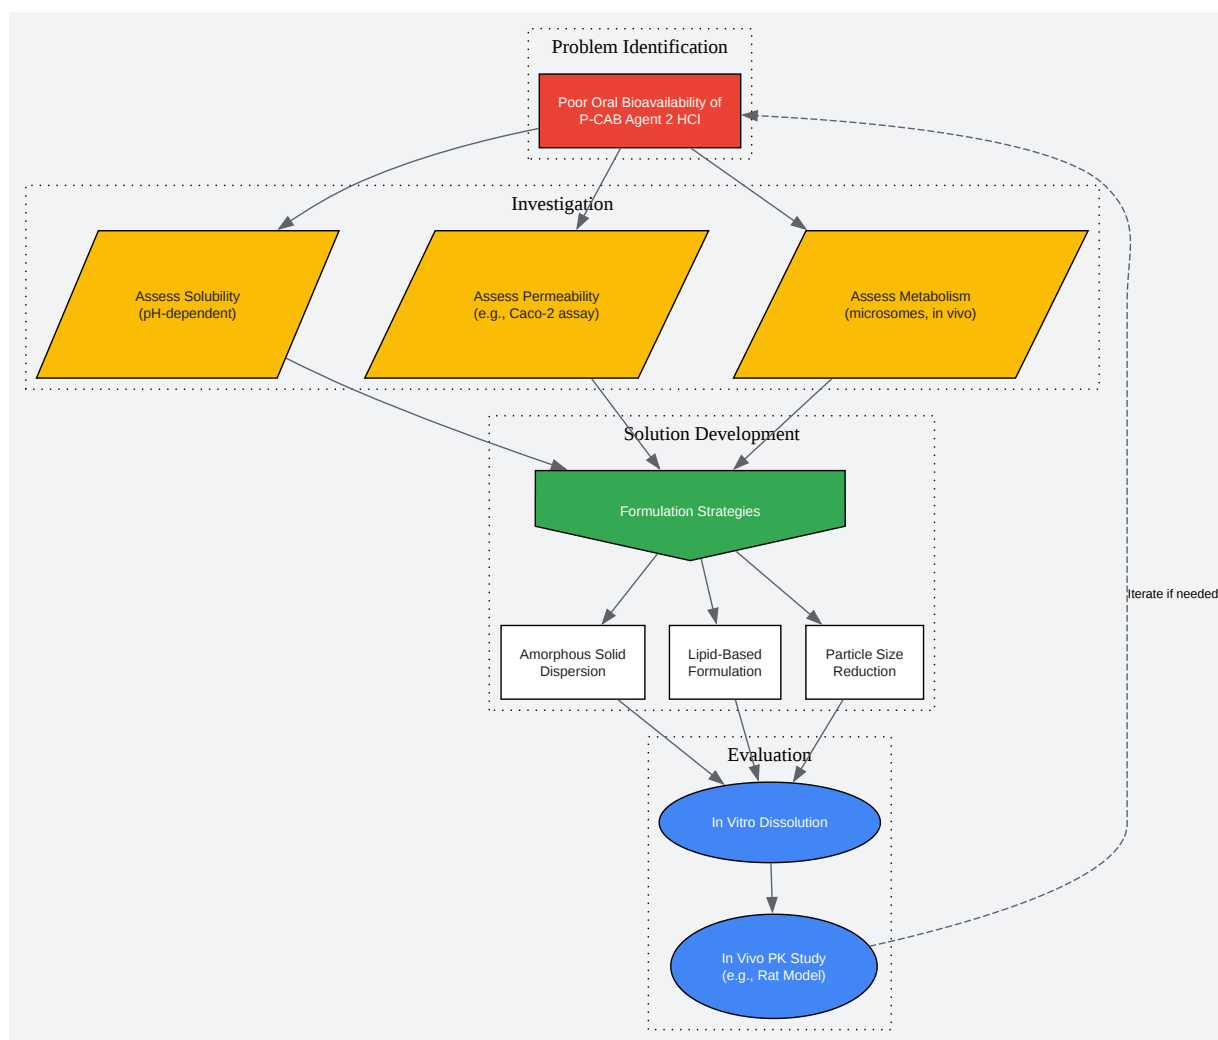 Problem Identification
Poor Oral Bioavailability of
P-CAB Agent 2 HCl
Investigation
Assess Solubility
(pH-dependent)
Assess Permeability
(e.g., Caco-2 assay)
Assess Metabolism
(microsomes, in vivo)
Solution Development
Formulation Strategies
Iterate if needed
Amorphous Solid
Dispersion
Lipid-Based
Formulation
Particle Size
Reduction
Evaluation
In Vitro Dissolution
In Vivo PK Study
(e.g., Rat Model)